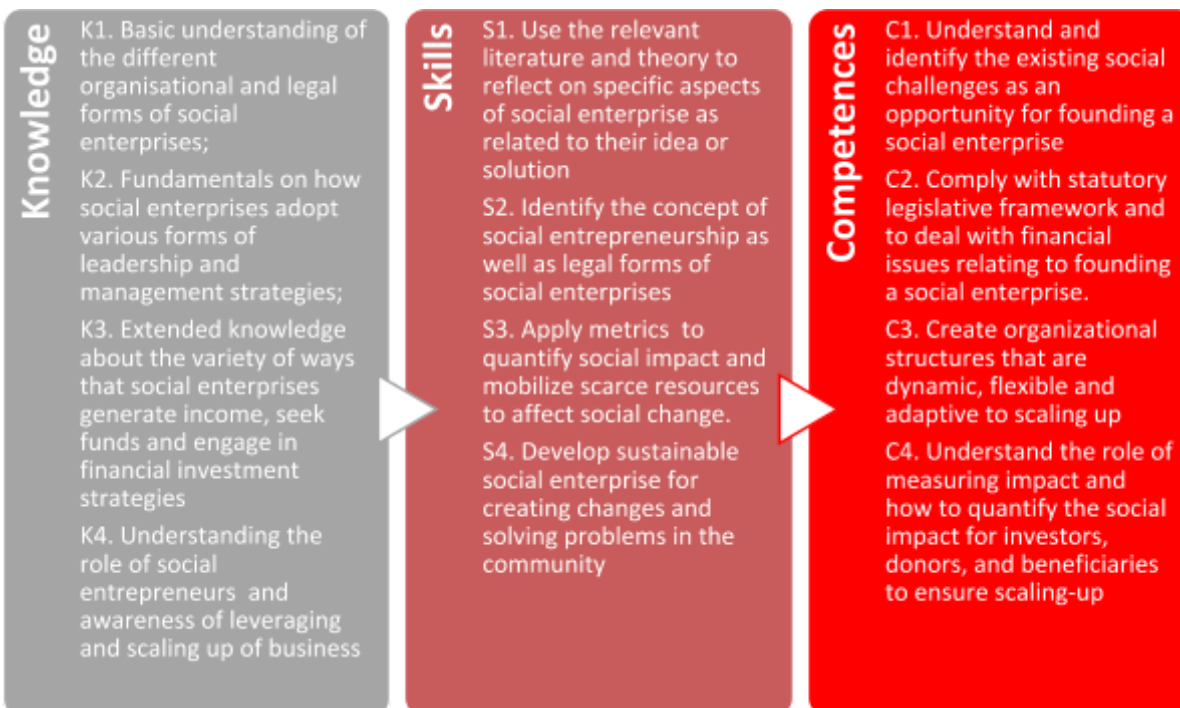 Knowledge
K1. Basic understanding of
the different
organisational and legal
forms of social
enterprises;
K2. Fundamentals on how
social enterprises adopt
various forms of
leadership and
management strategies;
K3. Extended knowledge
about the variety of ways
that social enterprises
generate income, seek
funds and engage in
financial investment
strategies
K4. Understanding the
role of social
entrepreneurs  and
awareness of leveraging
and scaling up of business
Skills
S1. Use the relevant
literature and theory to
reflect on specific aspects
of social enterprise as
related to their idea or
solution
S2. Identify the concept of
social entrepreneurship as
well as legal forms of
social enterprises
S3. Apply metrics  to
quantify social impact and
mobilize scarce resources
to affect social change.
S4. Develop sustainable
social enterprise for
creating changes and
solving problems in the
community
Competences
C1. Understand and
identify the existing social
challenges as an
opportunity for founding a
social enterprise
C2. Comply with statutory
legislative framework and
to deal with financial
issues relating to founding
a social enterprise.
C3. Create organizational
structures that are
dynamic, flexible and
adaptive to scaling up
C4. Understand the role of
measuring impact and
how to quantify the social
impact for investors,
donors, and beneficiaries
to ensure scaling-up